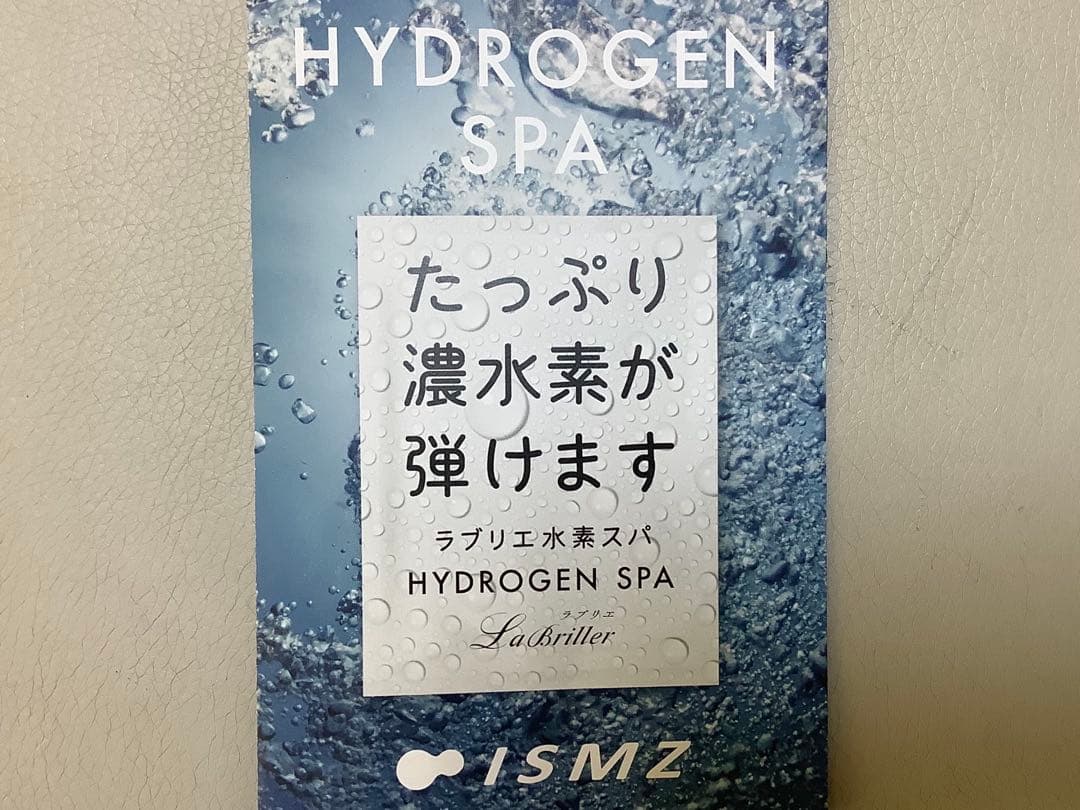 HYDROGEN
SPA
たっぷり
濃水素が
弾けます
ラブリエ水素スパ
HYDROGEN SPA
ラブリエ
LaBriller
ISMZ